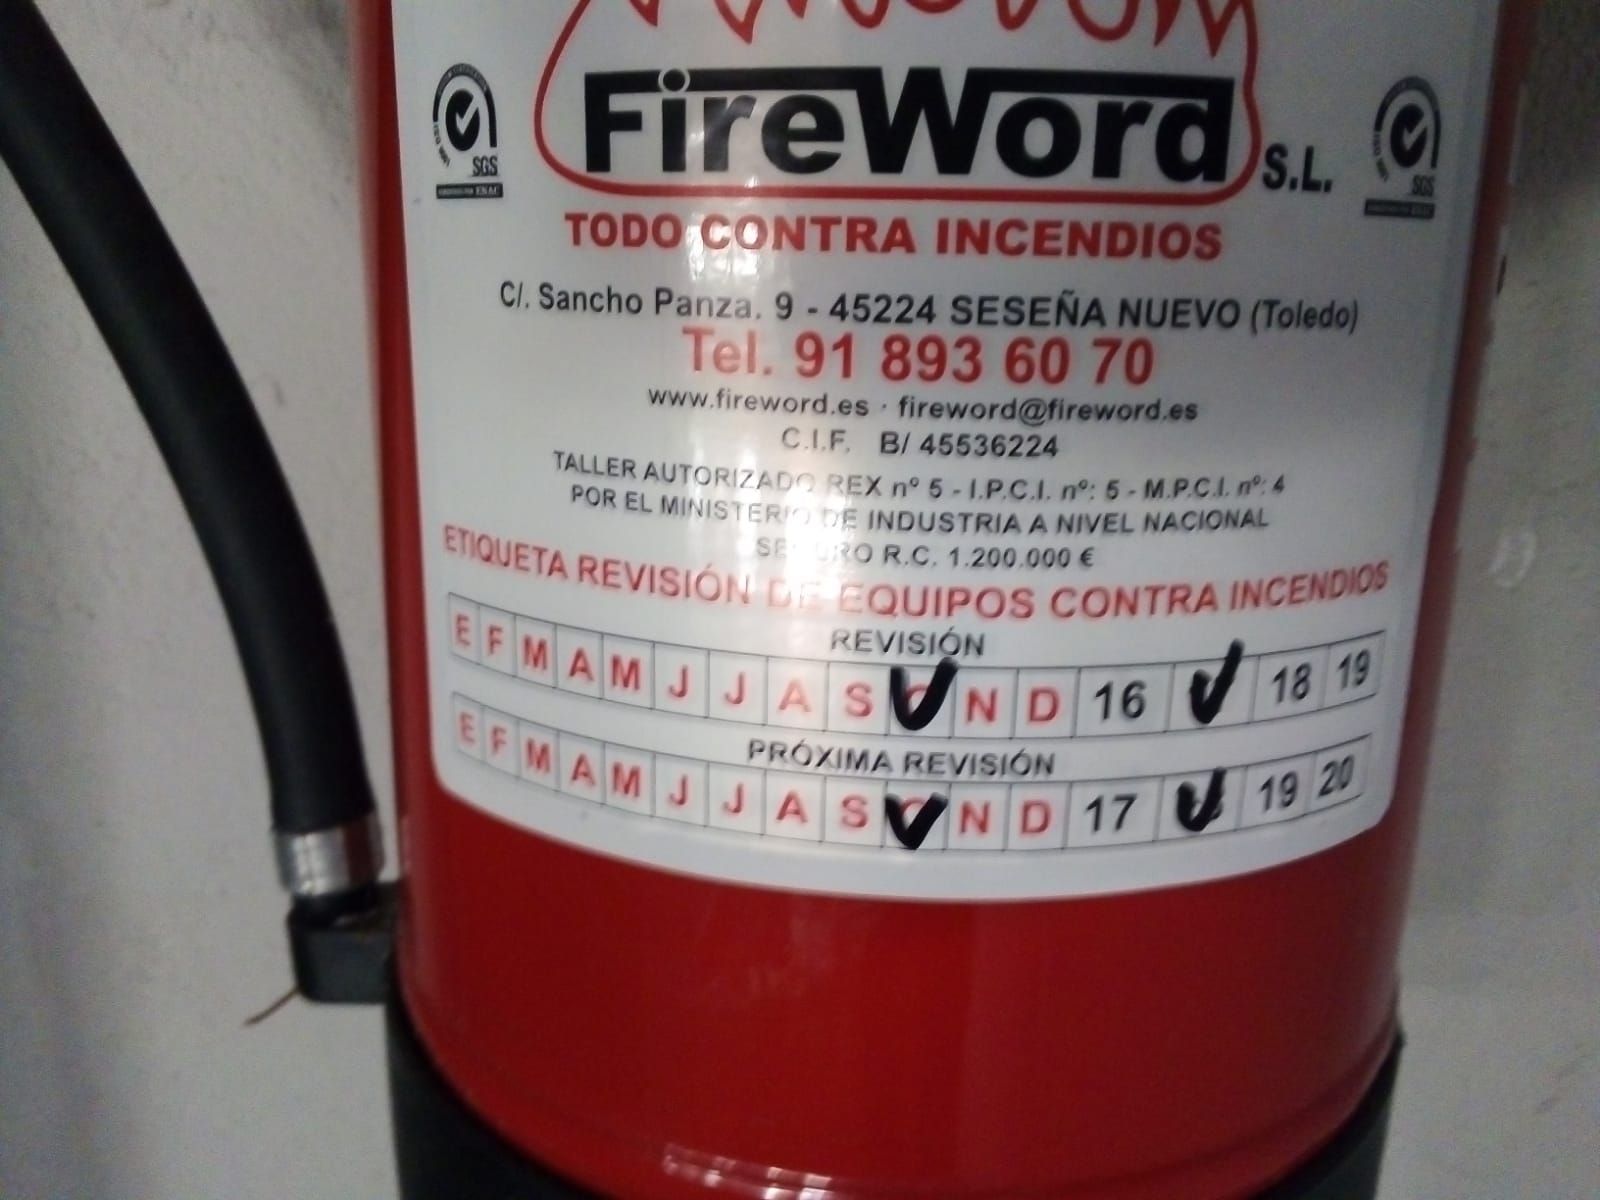 FireWord S.L.
SGS
SGS
TODO CONTRA INCENDIOS
C/. Sancho Panza, 9 - 45224 SESEÑA NUEVO (Toledo)
Tel. 91 893 60 70
www.fireword.es · fireword@fireword.es
C.I.F. B/ 45536224
TALLER AUTORIZADO REX nº 5 - I.P.C.I. nº: 5 - M.P.C.I. nº: 4
POR EL MINISTERIO DE INDUSTRIA A NIVEL NACIONAL
SEGURO R.C. 1.200.000 €
ETIQUETA REVISIÓN DE EQUIPOS CONTRA INCENDIOS
REVISIÓN
E F M A M J J A S O N D 16 18 19
PRÓXIMA REVISIÓN
E F M A M J J A S O N D 17 19 20